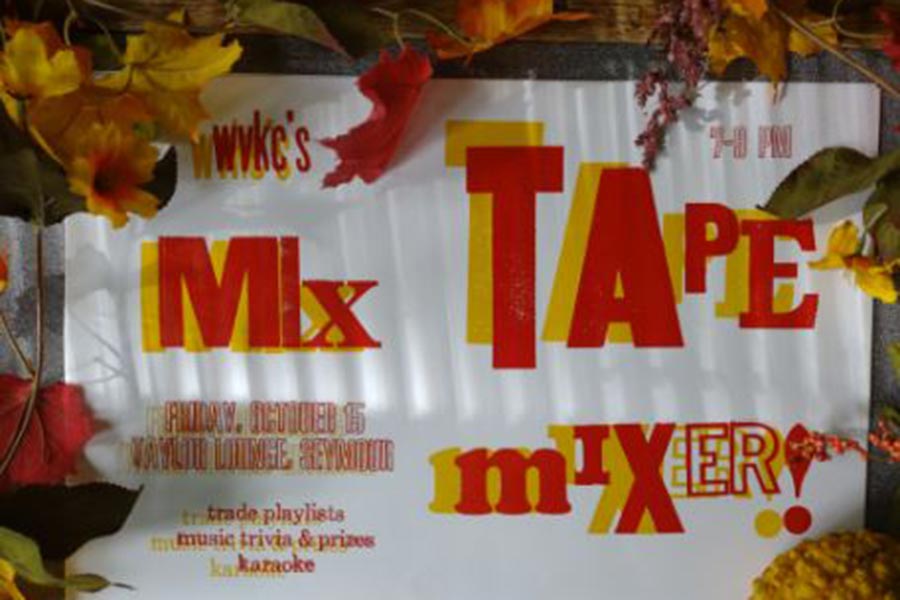 wvkc's
MIx
TAPE
7-9 PM
FRIDAY, OCTOBER 15
TAYLOR LOUNGE, SEYMOUR
mIXER!
trade playlists
music trivia & prizes
karaoke